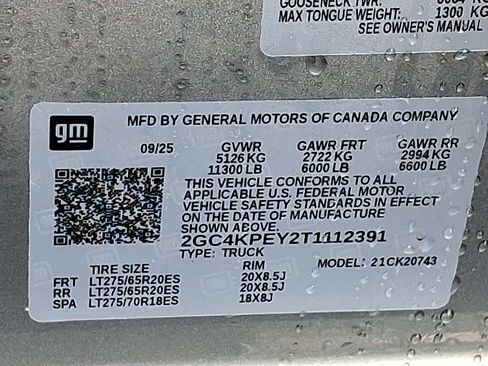 GOOSENECK TWR:
MAX TONGUE WEIGHT: 1300 KG
SEE OWNER'S MANUAL
gm
MFD BY GENERAL MOTORS OF CANADA COMPANY
09/25 GVWR GAWR FRT GAWR RR
5126 KG 2722 KG 2994 KG
11300 LB 6000 LB 6600 LB
THIS VEHICLE CONFORMS TO ALL
APPLICABLE U.S. FEDERAL MOTOR
VEHICLE SAFETY STANDARDS IN EFFECT
ON THE DATE OF MANUFACTURE
SHOWN ABOVE.
2GC4KPEY2T1112391
TYPE: TRUCK MODEL: 21CK20743
TIRE SIZE RIM
FRT LT275/65R20ES 20X8.5J
RR LT275/65R20ES 20X8.5J
SPA LT275/70R18ES 18X8J